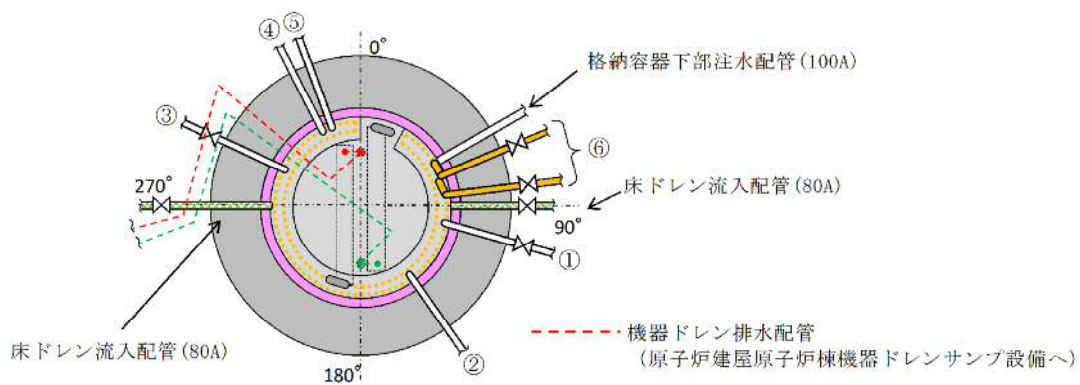 ④ ⑤
0°
格納容器下部注水配管(100A)
③
⑥
270°
床ドレン流入配管(80A)
90°
①
床ドレン流入配管(80A)
機器ドレン排水配管
(原子炉建屋原子炉棟機器ドレンサンプ設備へ)
②
180°